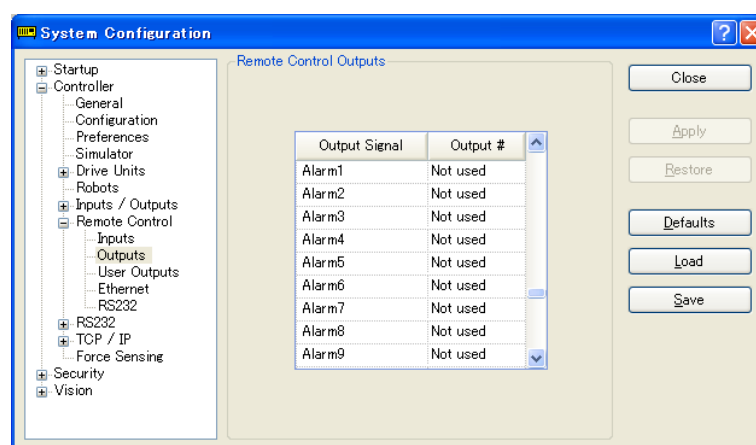 System Configuration
Startup
Controller
General
Configuration
Preferences
Simulator
Drive Units
Robots
Inputs / Outputs
Remote Control
Inputs
Outputs
User Outputs
Ethernet
RS232
RS232
TCP / IP
Force Sensing
Security
Vision
Remote Control Outputs
Output Signal Output #
Alarm1 Not used
Alarm2 Not used
Alarm3 Not used
Alarm4 Not used
Alarm5 Not used
Alarm6 Not used
Alarm7 Not used
Alarm8 Not used
Alarm9 Not used
Close
Apply
Restore
Defaults
Load
Save